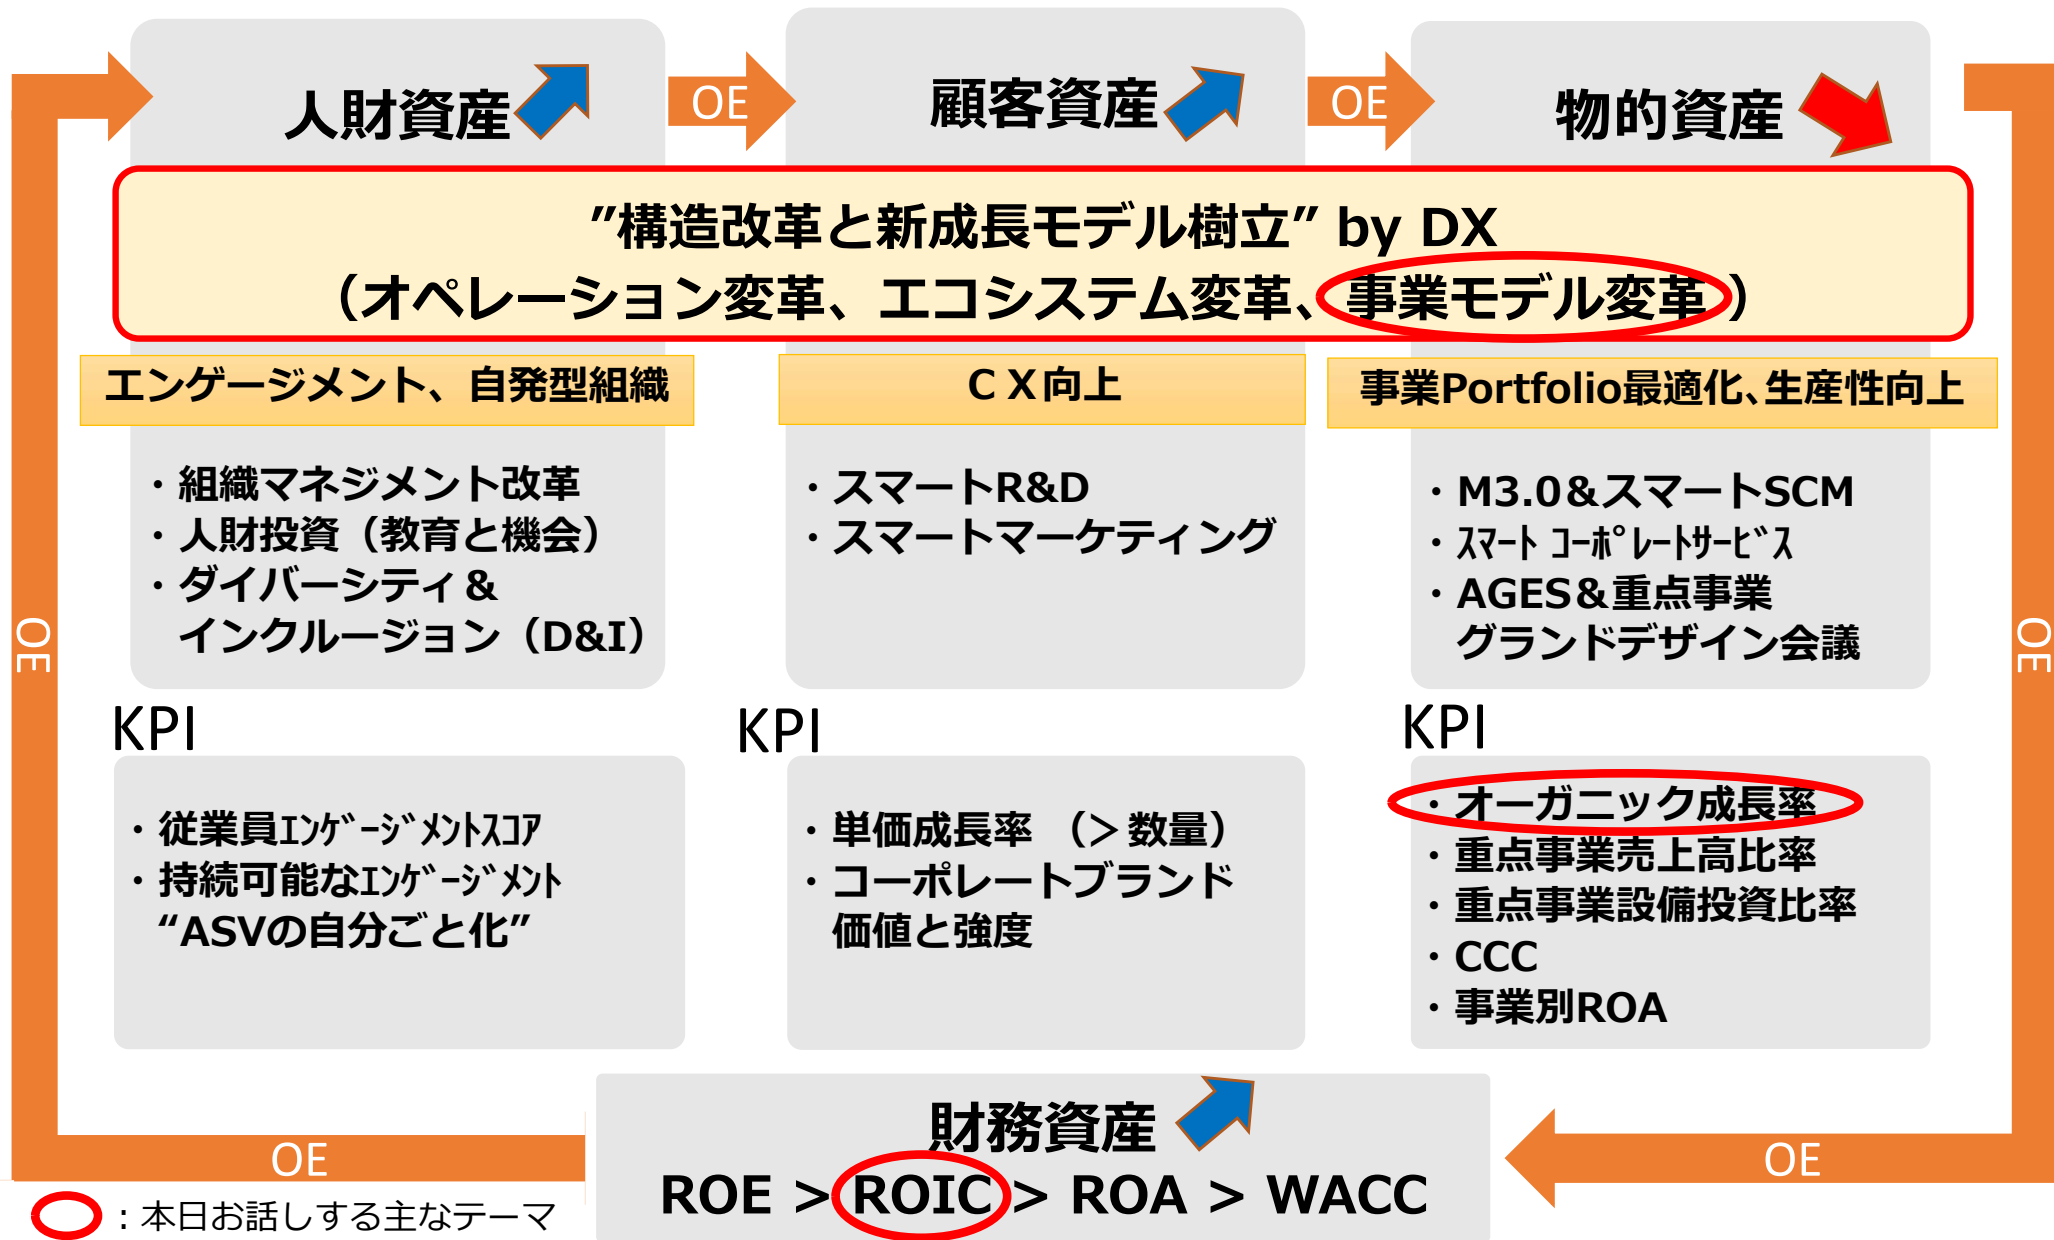 人財資産
OE
顧客資産
OE
物的資産
”構造改革と新成長モデル樹立” by DX
（オペレーション変革、エコシステム変革、事業モデル変革）
エンゲージメント、自発型組織
・組織マネジメント改革
・人財投資（教育と機会）
・ダイバーシティ＆
インクルージョン（D&I）
ＣＸ向上
・スマートR&D
・スマートマーケティング
事業Portfolio最適化、生産性向上
・M3.0＆スマートSCM
・ｽﾏｰﾄ ｺｰﾎﾟﾚｰﾄｻｰﾋﾞｽ
・AGES＆重点事業
グランドデザイン会議
OE
OE
KPI
・従業員ｴﾝｹﾞｰｼﾞﾒﾝﾄｽｺｱ
・持続可能なｴﾝｹﾞｰｼﾞﾒﾝﾄ
“ASVの自分ごと化”
KPI
・単価成長率 （＞数量）
・コーポレートブランド
価値と強度
KPI
・オーガニック成長率
・重点事業売上高比率
・重点事業設備投資比率
・CCC
・事業別ROA
OE
財務資産
ROE > ROIC > ROA > WACC
OE
：本日お話しする主なテーマ